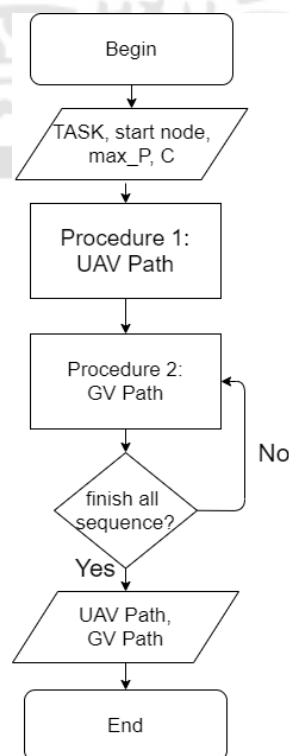 Begin
TASK, start node,
max_P, C
Procedure 1:
UAV Path
Procedure 2:
GV Path
No
finish all
sequence?
Yes
UAV Path,
GV Path
End